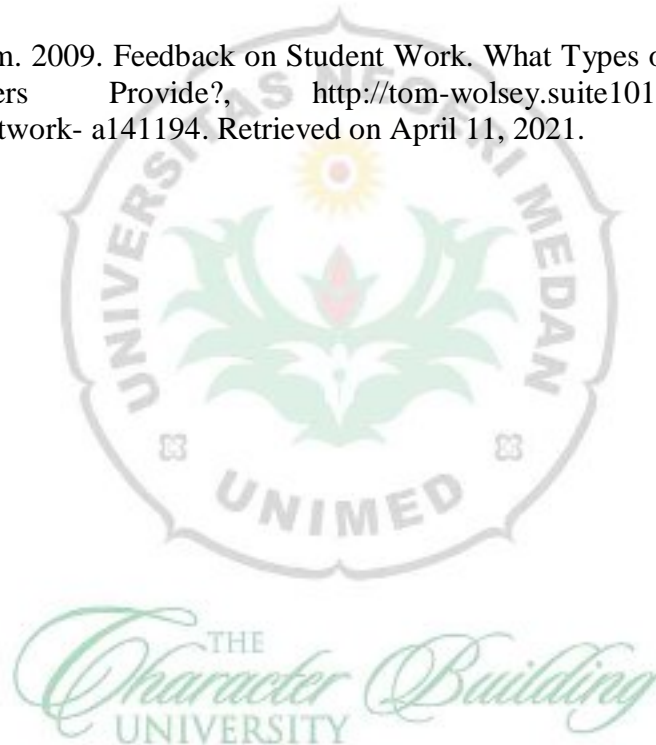 m. 2009. Feedback on Student Work. What Types o
ers Provide?, http://tom-wolsey.suite101
twork- a141194. Retrieved on April 11, 2021.
UNIVERSITAS NEGERI MEDAN
UNIMED
THE
Character Building
UNIVERSITY